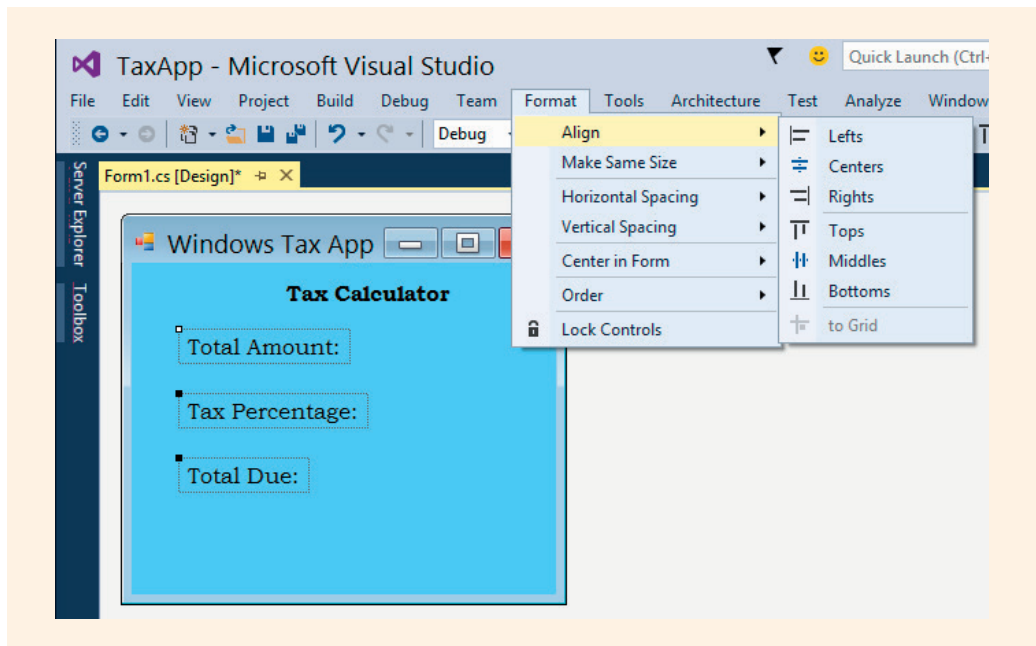 TaxApp - Microsoft Visual Studio
Quick Launch (Ctrl+
File Edit View Project Build Debug Team Format Tools Architecture Test Analyze Window
Debug
Align
Make Same Size
Horizontal Spacing
Vertical Spacing
Center in Form
Order
Lock Controls
Lefts
Centers
Rights
Tops
Middles
Bottoms
to Grid
Server Explorer
Toolbox
Form1.cs [Design]*
Windows Tax App
Tax Calculator
Total Amount:
Tax Percentage:
Total Due: